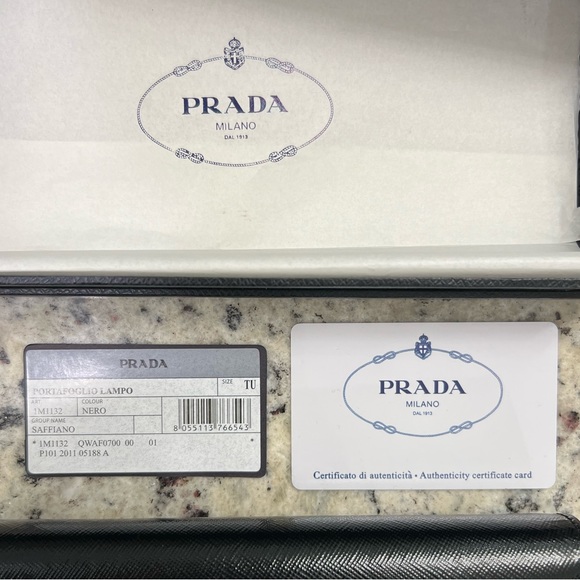 PRADA
MILANO
DAL 1913
PRADA
PORTAFOGLIO LAMPO
SIZE TU
ART. COLOUR
1M1132 NERO
GROUP NAME
SAFFIANO
8 055113 766543
* 1M1132 QWAF0700 00 01 *
P101 2011 05188 A
PRADA
MILANO
DAL 1913
Certificato di autenticità • Authenticity certificate card